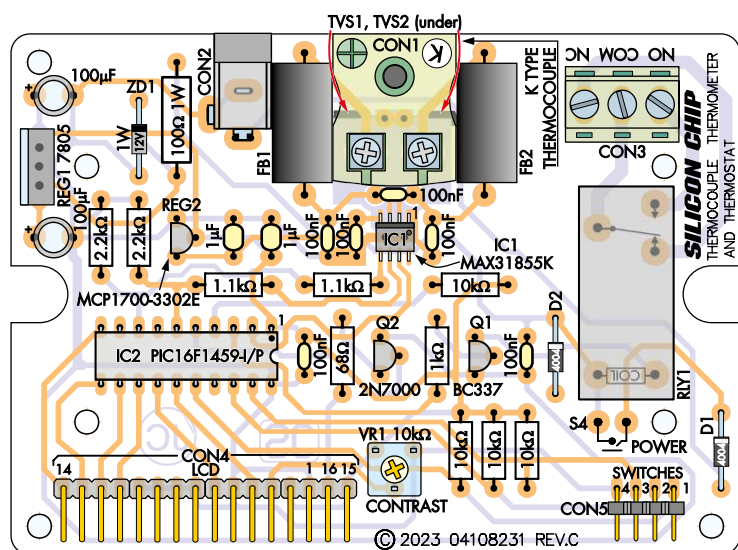 TVS1, TVS2 (under)
CON2
CON1
K
K TYPE
THERMOCOUPLE
NC COM NO
100µF
ZD1
1W
12V
100Ω 1W
REG1 7805
FB1
FB2
CON3
SILICON CHIP
THERMOCOUPLE THERMOMETER
AND THERMOSTAT
100µF
2.2kΩ
2.2kΩ
REG2
1µF
1µF
100nF
100nF
100nF
1
IC1
100nF
IC1
MAX31855K
MCP1700-3302E
1.1kΩ
1.1kΩ
10kΩ
1
IC2 PIC16F1459-I/P
100nF
68Ω
Q2
2N7000
1kΩ
Q1
BC337
100nF
D2
4004
COIL
RLY1
S4
POWER
D1
4004
CON4
14
LCD
1 16 15
VR1 10kΩ
CONTRAST
10kΩ
10kΩ
10kΩ
SWITCHES
4 3 2 1
CON5
© 2023 04108231 REV.C